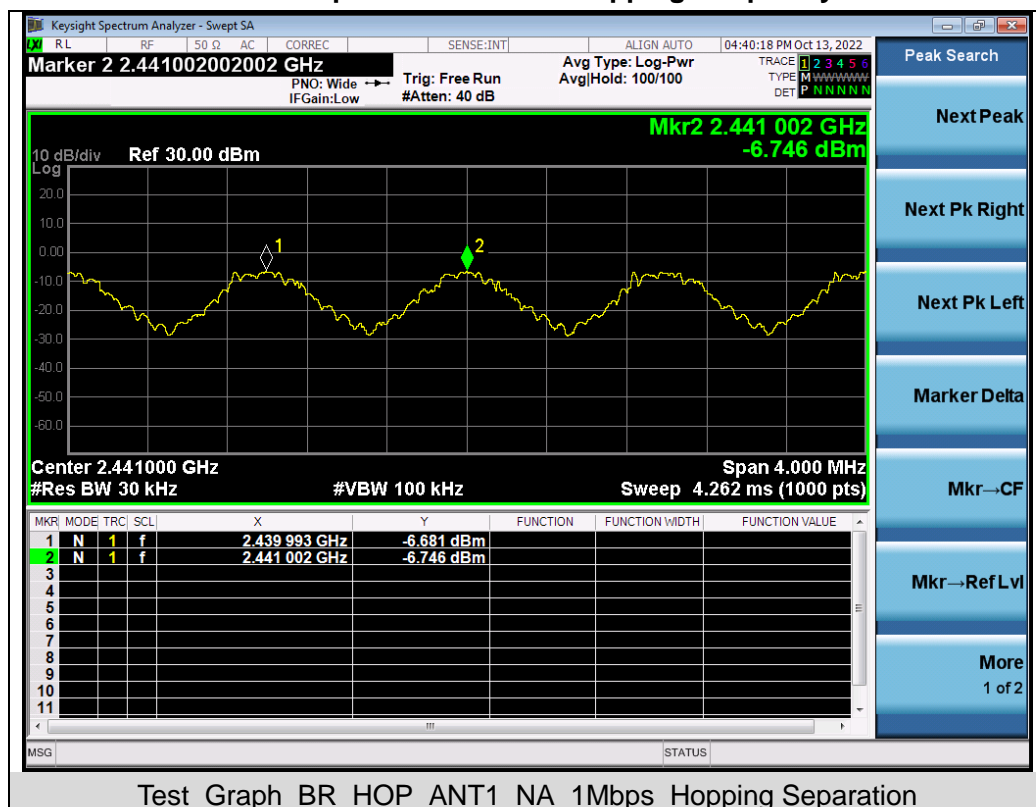 Keysight Spectrum Analyzer - Swept SA
LXI RL RF 50 Ω AC CORREC SENSE:INT ALIGN AUTO 04:40:18 PM Oct 13, 2022
Marker 2 2.441002002002 GHz
PNO: Wide
IFGain:Low
Trig: Free Run
#Atten: 40 dB
Avg Type: Log-Pwr
Avg|Hold: 100/100
TRACE 1 2 3 4 5 6
TYPE M WWWWW
DET P N N N N N
Mkr2 2.441 002 GHz
-6.746 dBm
10 dB/div Ref 30.00 dBm
Log
20.0
10.0
0.00
-10.0
-20.0
-30.0
-40.0
-50.0
-60.0
1
2
Center 2.441000 GHz Span 4.000 MHz
#Res BW 30 kHz #VBW 100 kHz Sweep 4.262 ms (1000 pts)
MKR MODE TRC SCL X Y FUNCTION FUNCTION WIDTH FUNCTION VALUE
1 N 1 f 2.439 993 GHz -6.681 dBm
2 N 1 f 2.441 002 GHz -6.746 dBm
3
4
5
6
7
8
9
10
11
MSG STATUS
Peak Search
Next Peak
Next Pk Right
Next Pk Left
Marker Delta
Mkr→CF
Mkr→Ref Lvl
More
1 of 2
Test_Graph_BR_HOP_ANT1_NA_1Mbps_Hopping Separation